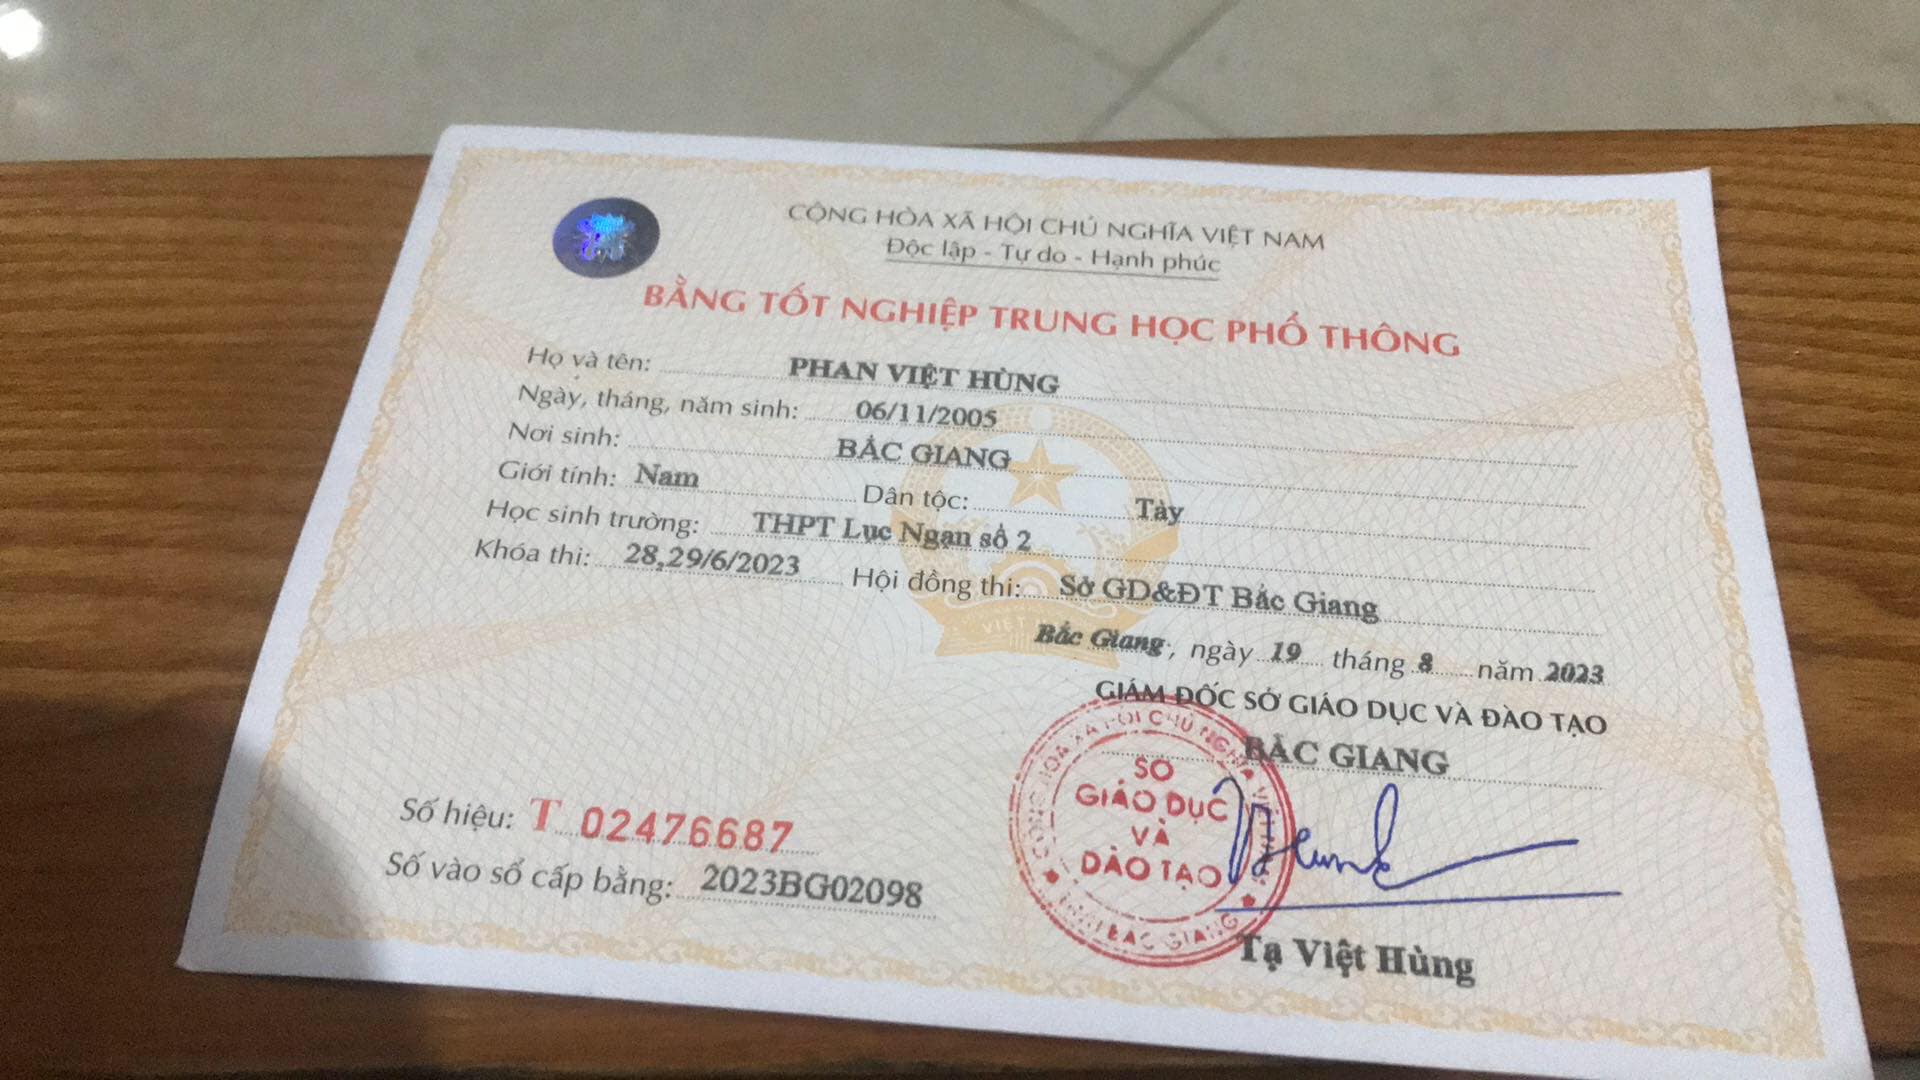 CỘNG HÒA XÃ HỘI CHỦ NGHĨA VIỆT NAM
Độc lập - Tự do - Hạnh phúc
BẰNG TỐT NGHIỆP TRUNG HỌC PHỔ THÔNG
Họ và tên: PHAN VIỆT HÙNG
Ngày, tháng, năm sinh: 06/11/2005
Nơi sinh: BẮC GIANG
Giới tính: Nam Dân tộc: Tày
Học sinh trường: THPT Lục Ngạn số 2
Khóa thi: 28,29/6/2023 Hội đồng thi: Sở GD&ĐT Bắc Giang
Bắc Giang, ngày 19 tháng 8 năm 2023
GIÁM ĐỐC SỞ GIÁO DỤC VÀ ĐÀO TẠO
BẮC GIANG
CỘNG HÒA XÃ HỘI CHỦ NGHĨA VIỆT NAM
SỞ
GIÁO DỤC
VÀ
ĐÀO TẠO
TỈNH BẮC GIANG
Số hiệu: T 02476687
Số vào sổ cấp bằng: 2023BG02098
Tạ Việt Hùng